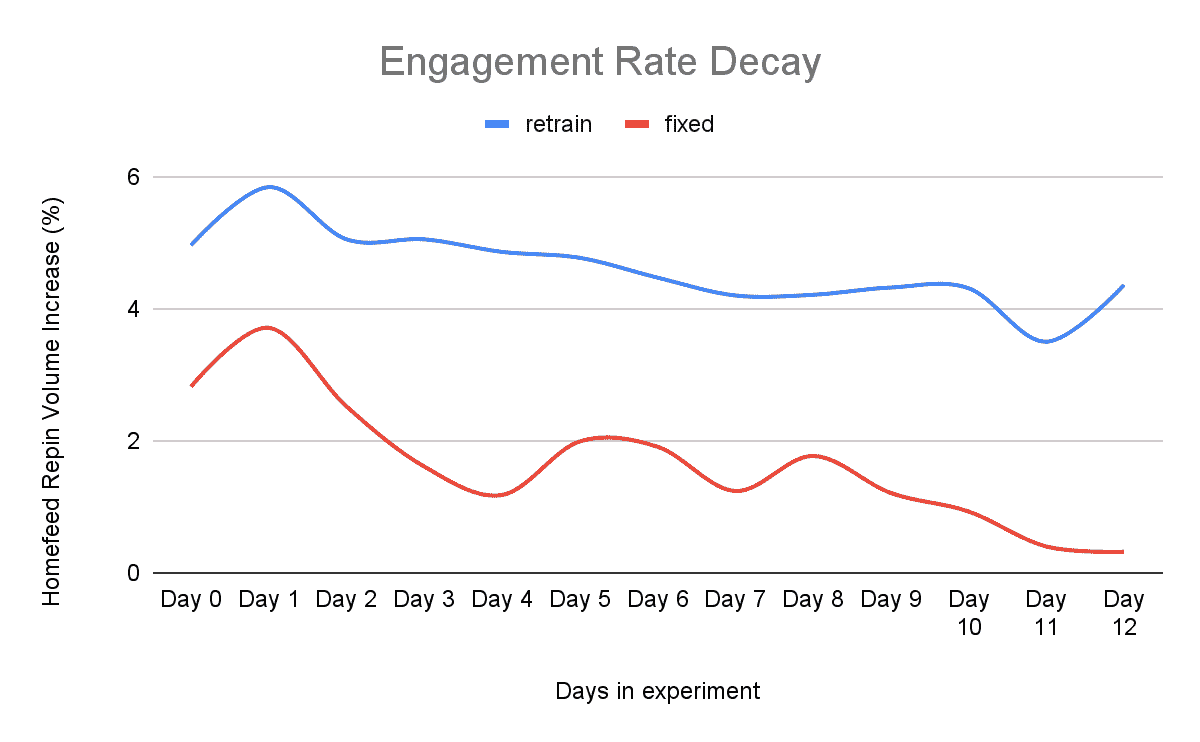 Engagement Rate Decay
retrain fixed
Homefeed Repin Volume Increase (%)
6
4
2
0
Day 0 Day 1 Day 2 Day 3 Day 4 Day 5 Day 6 Day 7 Day 8 Day 9 Day 10 Day 11 Day 12
Days in experiment